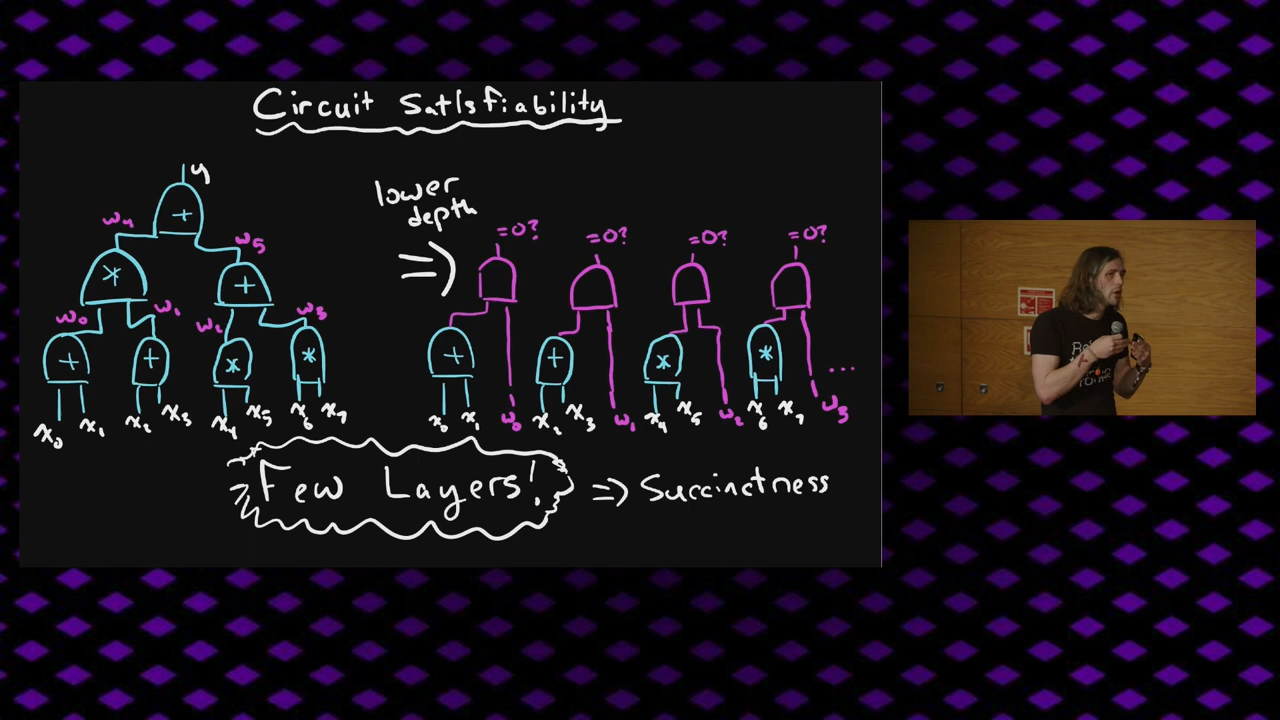 Circuit Satisfiability
y
lower
depth
w4
w5
=0? =0? =0? =0?
* +
=>
w0 w1 w2 w3
+ + * * + + * * ...
x0 x1 x2 x3 x4 x5 x6 x7 x0 x1 w0 x2 x3 w1 x4 x5 w2 x6 x7 w3
+
Few Layers! => Succinctness